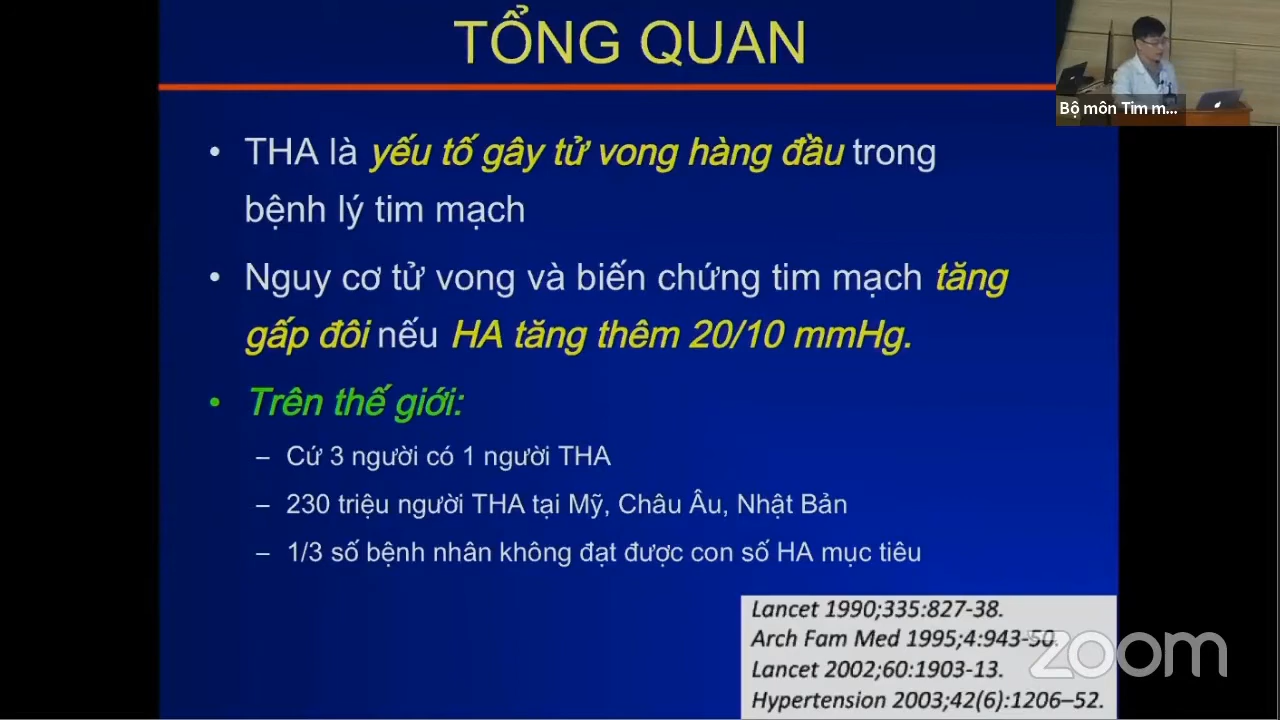 TỔNG QUAN
Bộ môn Tim m...
• THA là yếu tố gây tử vong hàng đầu trong
bệnh lý tim mạch
• Nguy cơ tử vong và biến chứng tim mạch tăng
gấp đôi nếu HA tăng thêm 20/10 mmHg.
• Trên thế giới:
– Cứ 3 người có 1 người THA
– 230 triệu người THA tại Mỹ, Châu Âu, Nhật Bản
– 1/3 số bệnh nhân không đạt được con số HA mục tiêu
Lancet 1990;335:827-38.
Arch Fam Med 1995;4:943-50.
Lancet 2002;60:1903-13.
Hypertension 2003;42(6):1206–52.
zoom